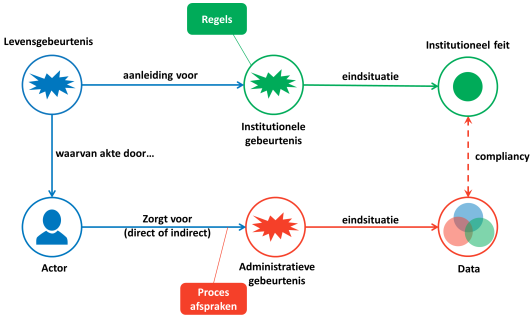 Regels
Levensgebeurtenis
Institutioneel feit
aanleiding voor
eindsituatie
Institutionele
gebeurtenis
waarvan akte door...
compliancy
Zorgt voor
(direct of indirect)
eindsituatie
Actor
Administratieve
gebeurtenis
Data
Proces
afspraken